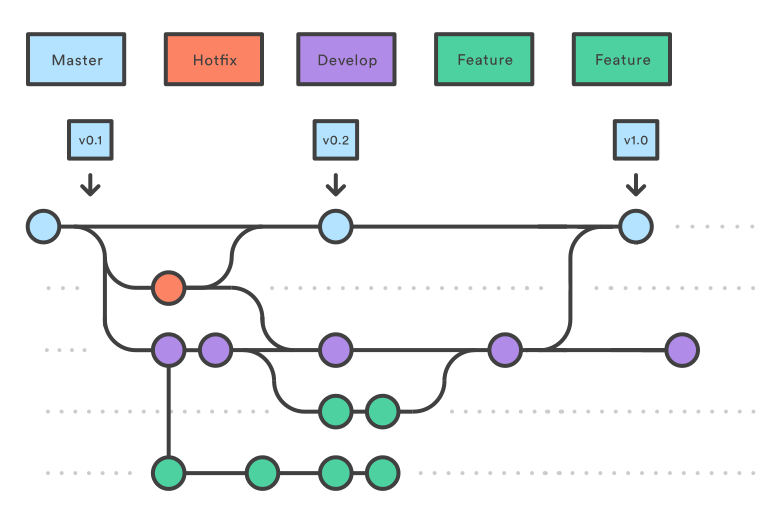 Master
Hotfix
Develop
Feature
Feature
v0.1
v0.2
v1.0